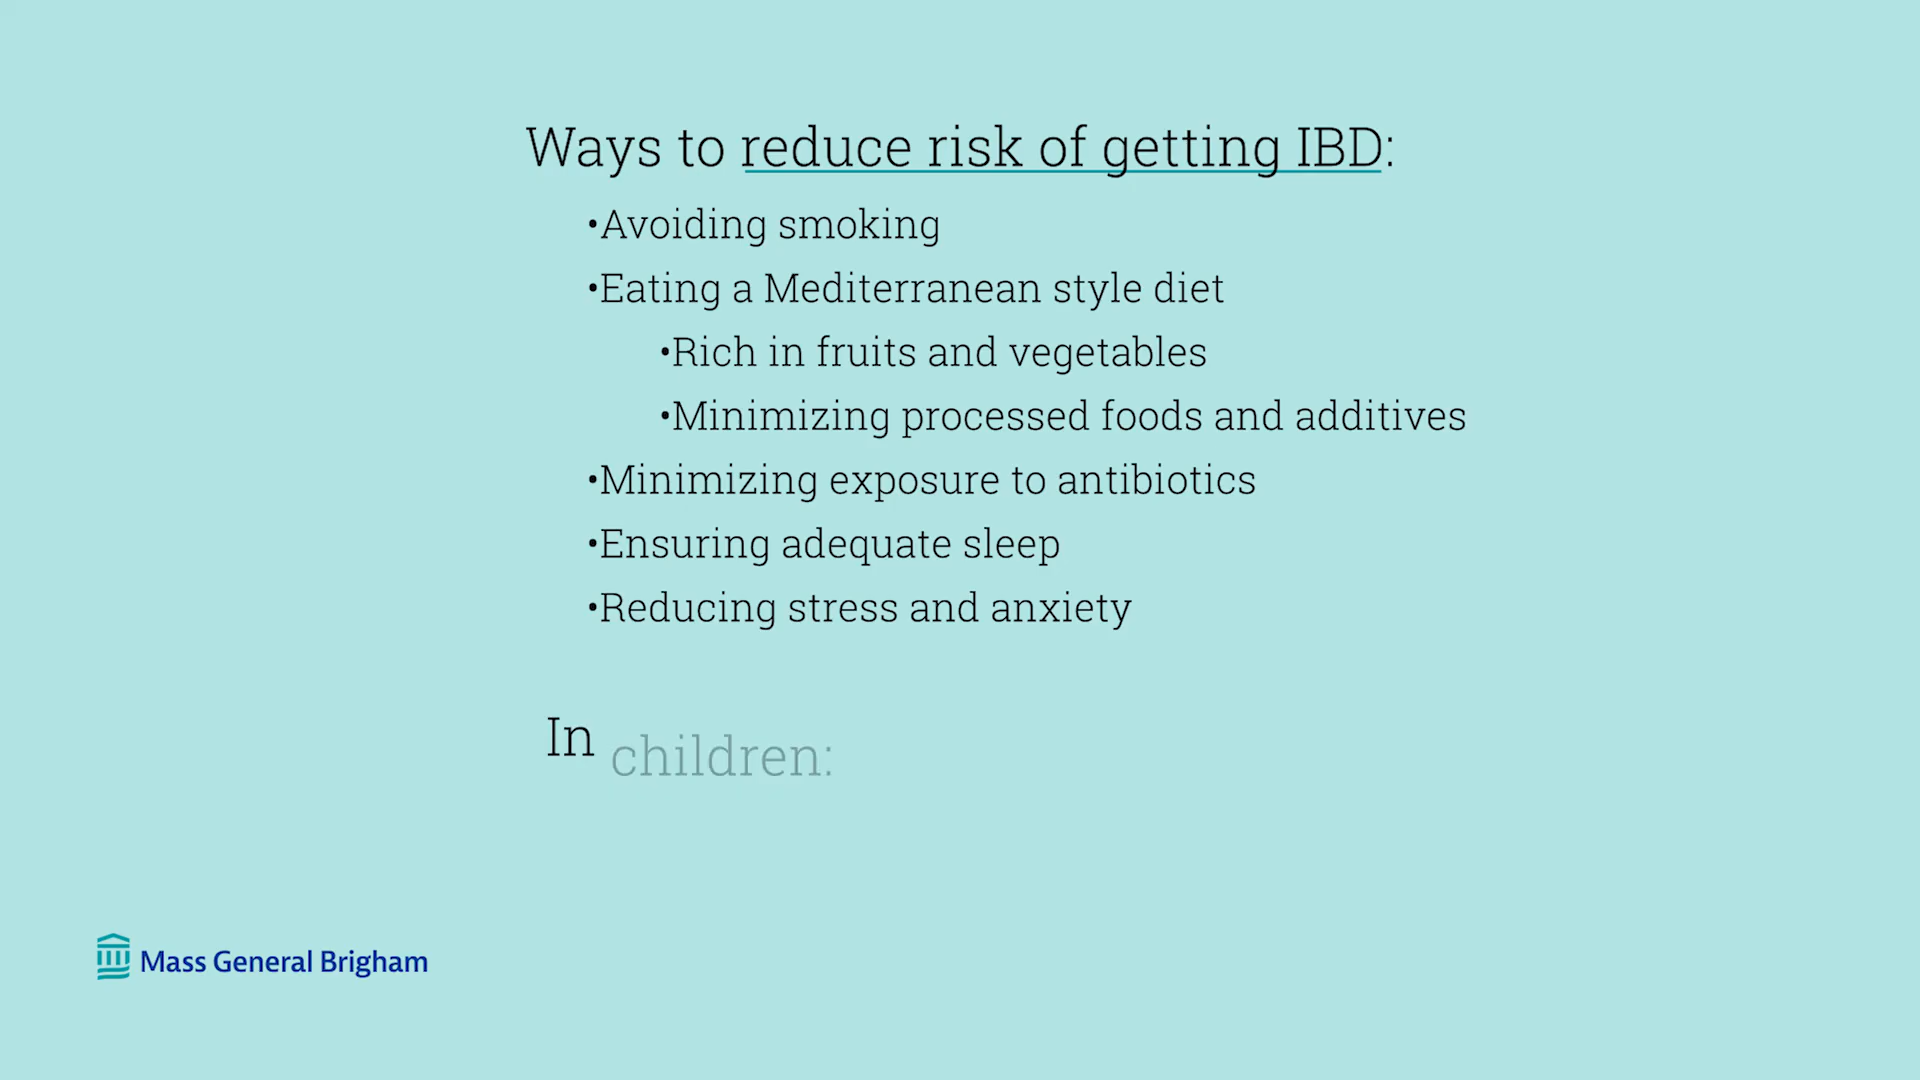 Ways to reduce risk of getting IBD:
•Avoiding smoking
•Eating a Mediterranean style diet
•Rich in fruits and vegetables
•Minimizing processed foods and additives
•Minimizing exposure to antibiotics
•Ensuring adequate sleep
•Reducing stress and anxiety
In children:
Mass General Brigham